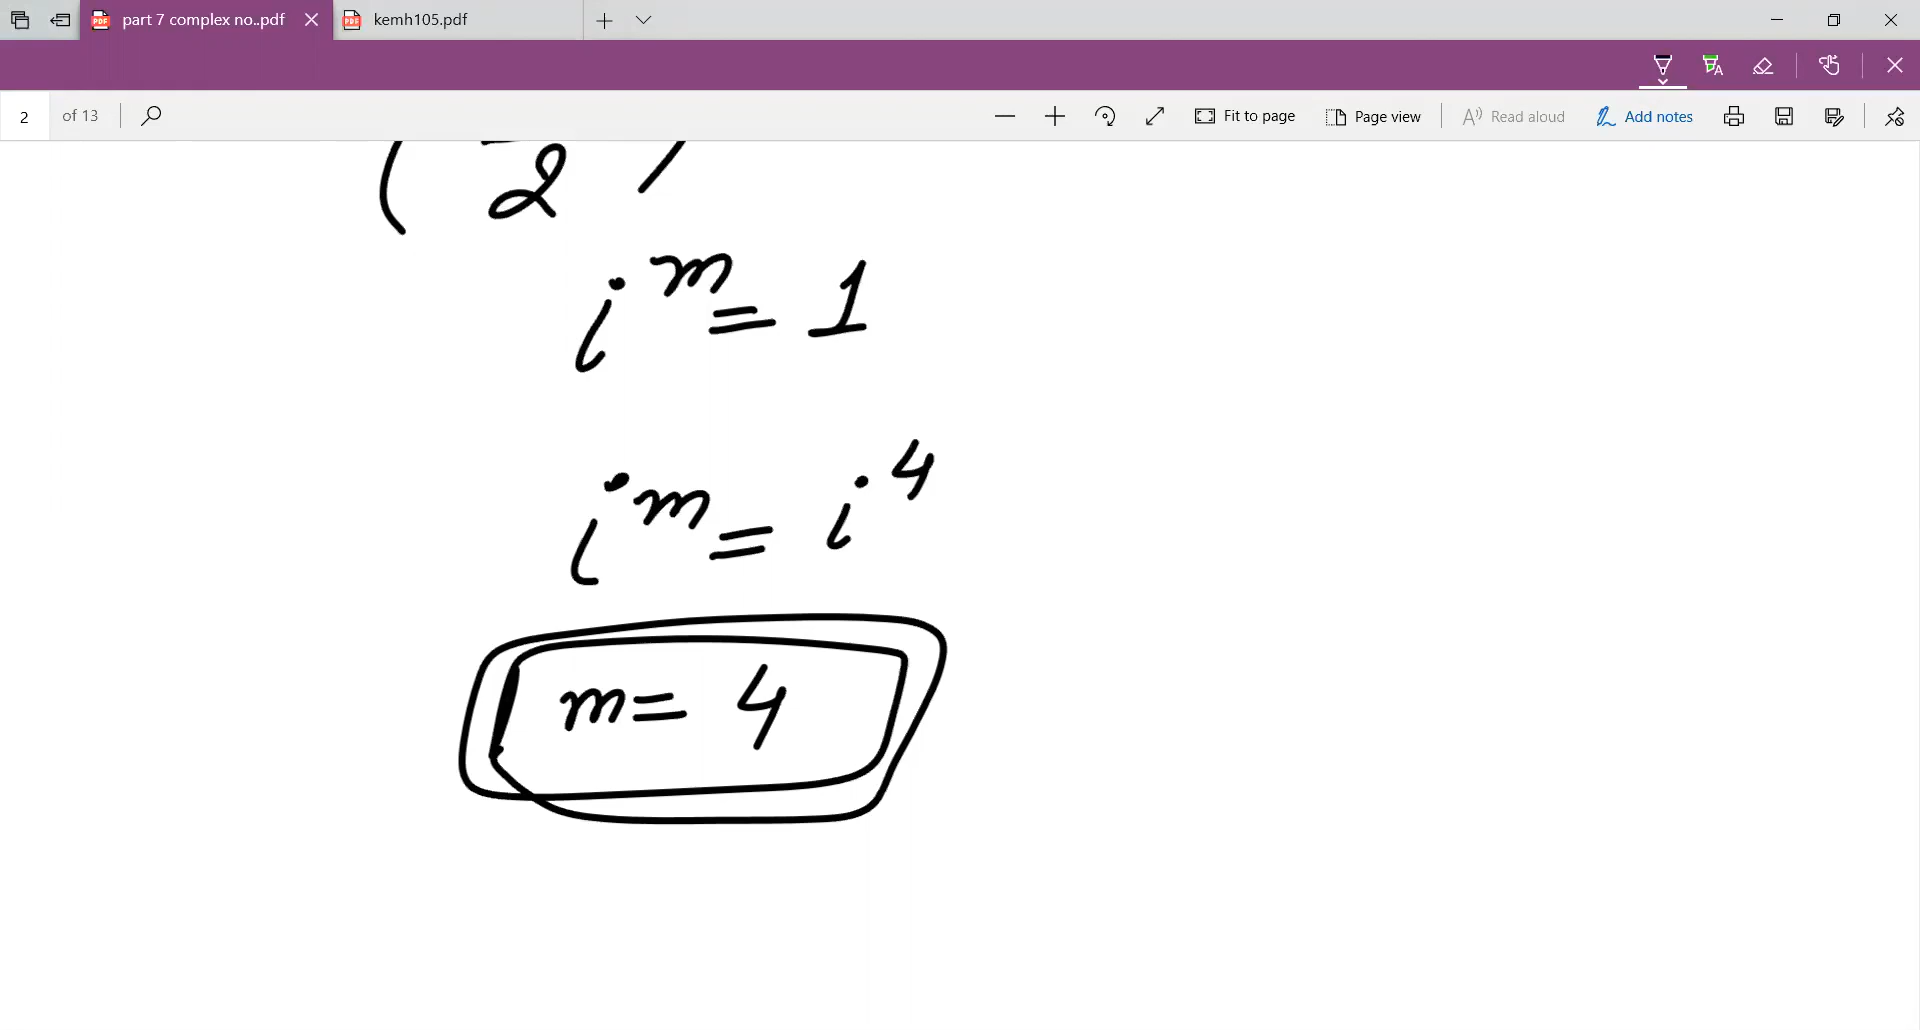 part 7 complex no..pdf kemh105.pdf
2 of 13 Fit to page Page view Read aloud Add notes
( 2 )
i^m = 1
i^m = i^4
m = 4